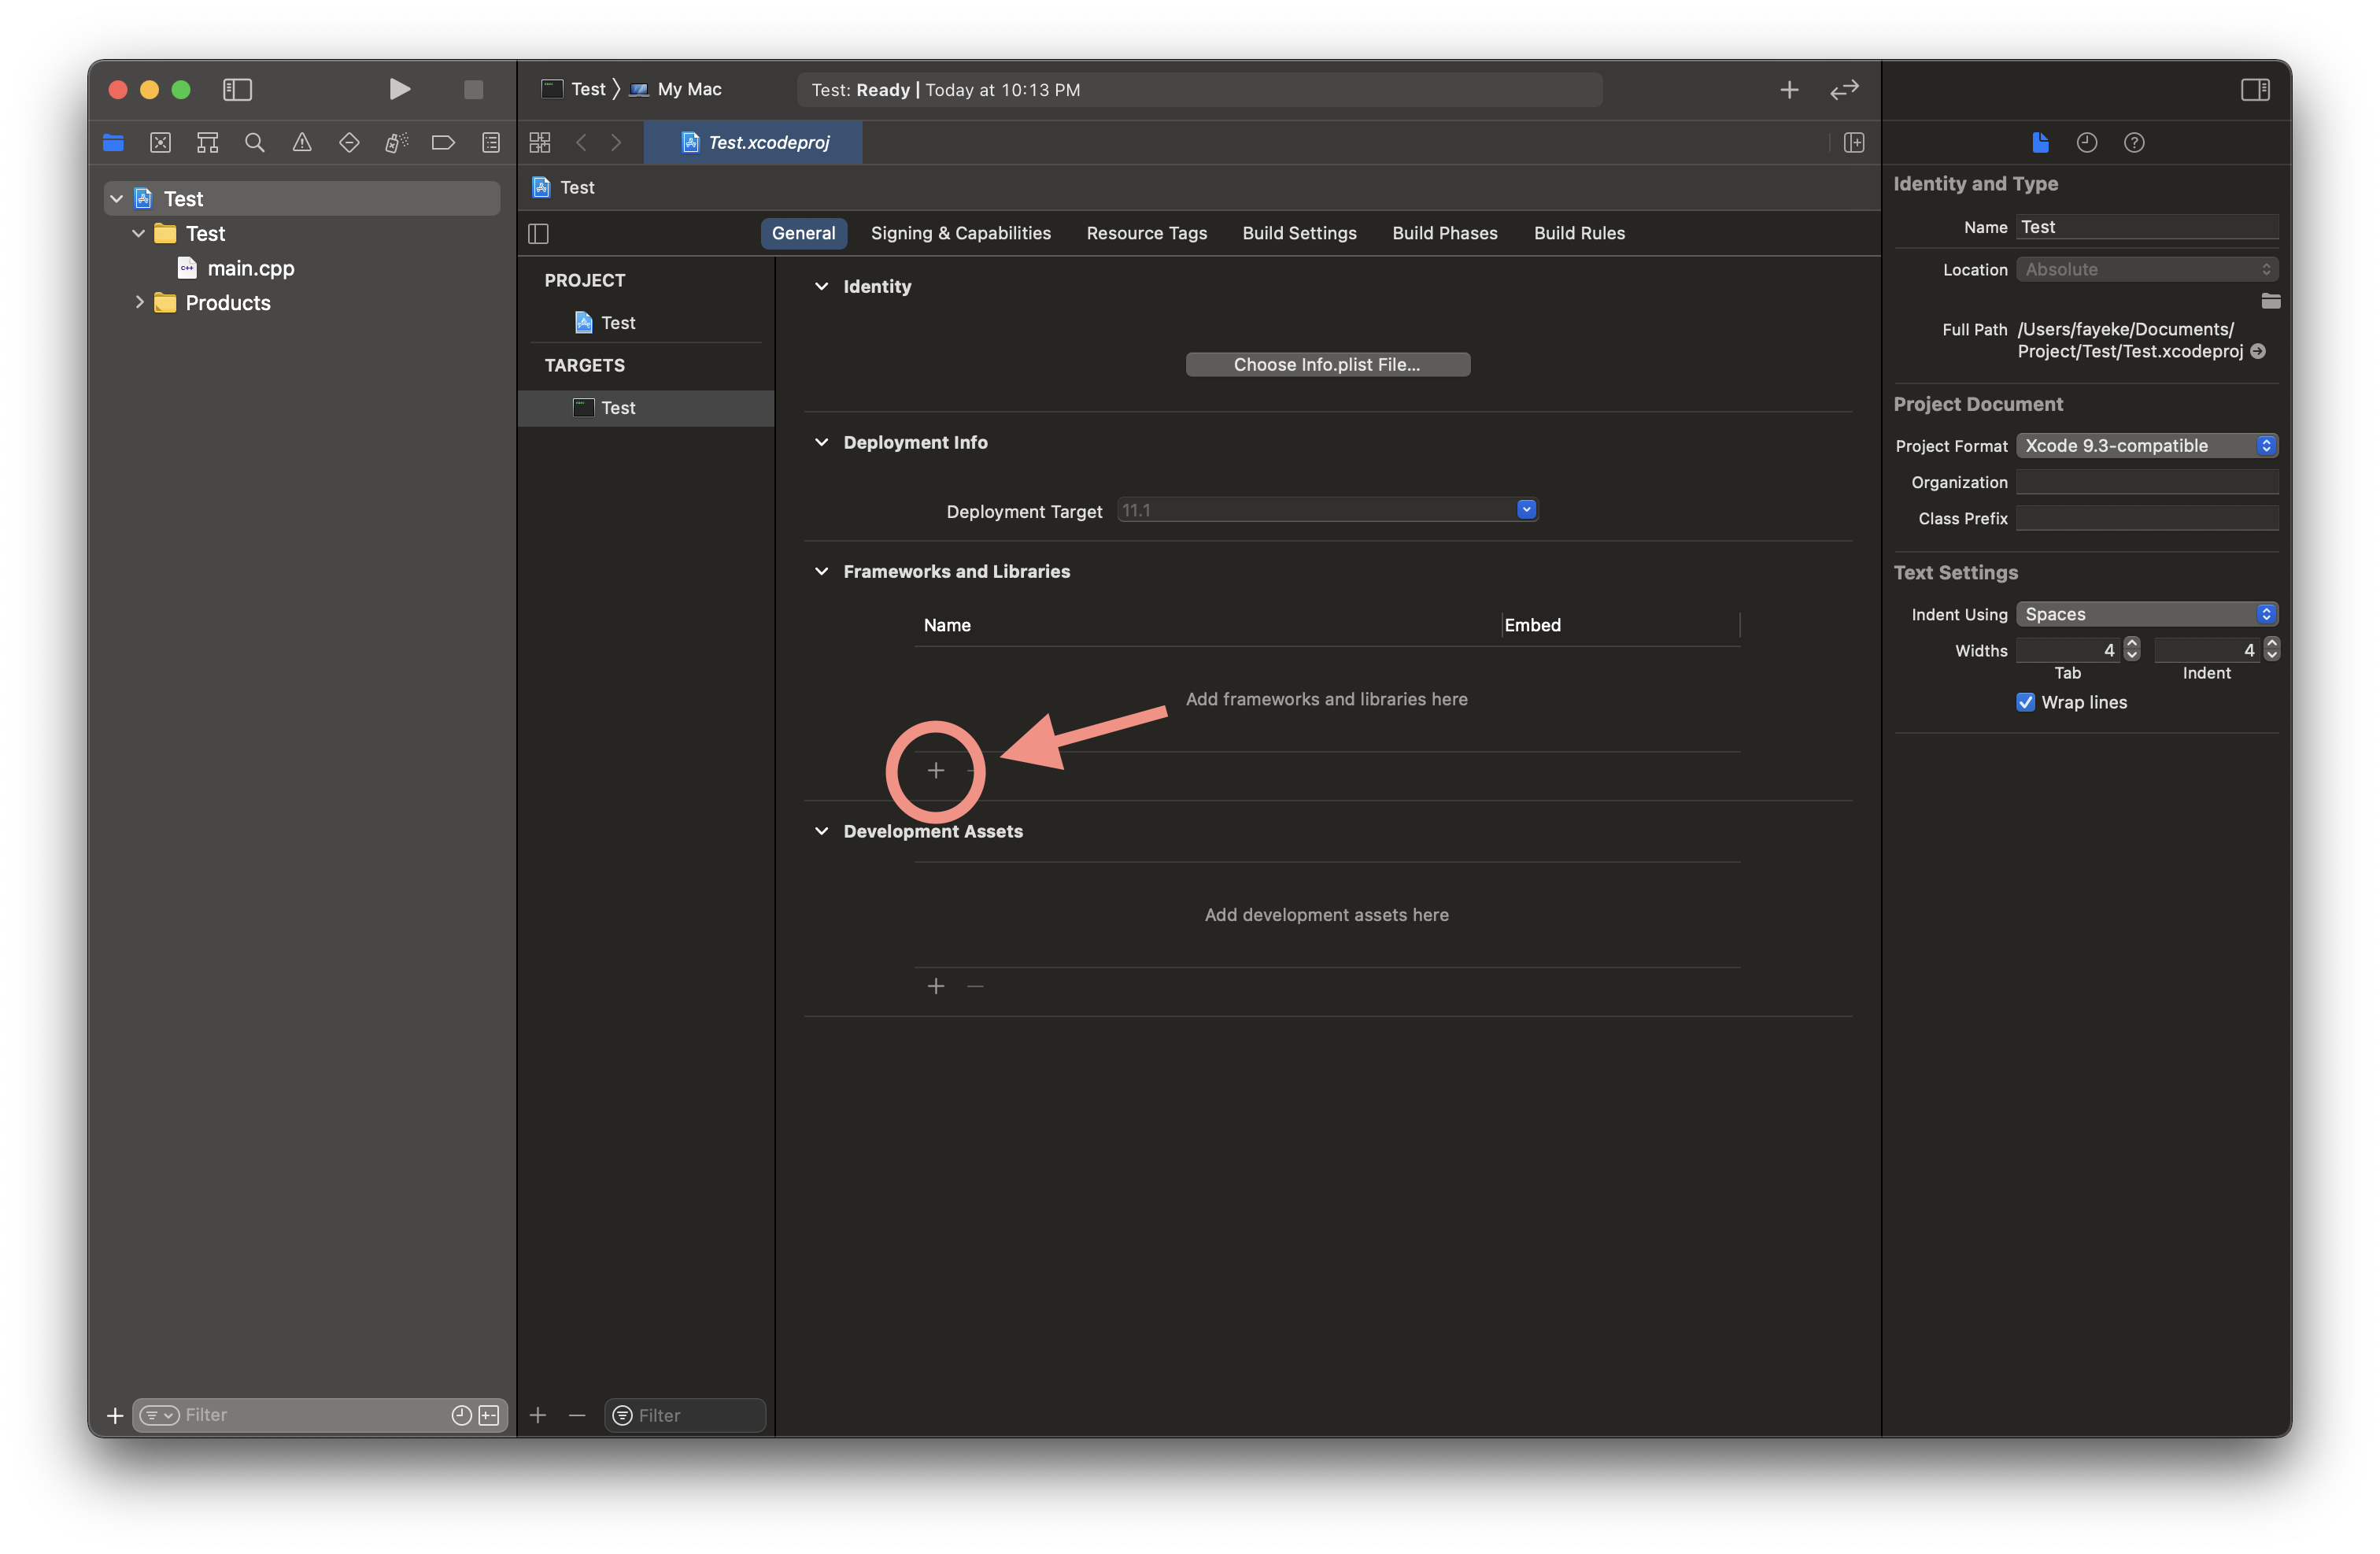 Test 〉 My Mac
Test: Ready | Today at 10:13 PM
Test.xcodeproj
Test
Test
main.cpp
Products
Filter
Test
General
Signing & Capabilities
Resource Tags
Build Settings
Build Phases
Build Rules
PROJECT
Test
TARGETS
Test
Filter
Identity
Choose Info.plist File...
Deployment Info
Deployment Target 11.1
Frameworks and Libraries
Name Embed
Add frameworks and libraries here
Development Assets
Add development assets here
Identity and Type
Name Test
Location Absolute
Full Path /Users/fayeke/Documents/
Project/Test/Test.xcodeproj
Project Document
Project Format Xcode 9.3-compatible
Organization
Class Prefix
Text Settings
Indent Using Spaces
Widths 4 4
Tab Indent
Wrap lines